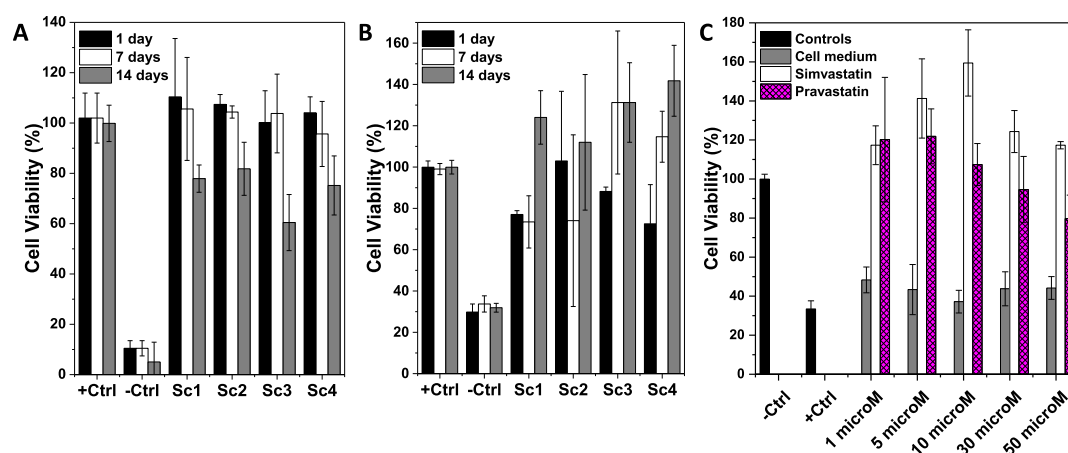 A
Cell Viability (%)
140
120
100
80
60
40
20
0
1 day
7 days
14 days
+Ctrl -Ctrl Sc1 Sc2 Sc3 Sc4
B
Cell Viability (%)
160
140
120
100
80
60
40
20
0
1 day
7 days
14 days
+Ctrl -Ctrl Sc1 Sc2 Sc3 Sc4
C
Cell Viability (%)
180
160
140
120
100
80
60
40
20
0
Controls
Cell medium
Simvastatin
Pravastatin
-Ctrl
+Ctrl
1 microM
5 microM
10 microM
30 microM
50 microM